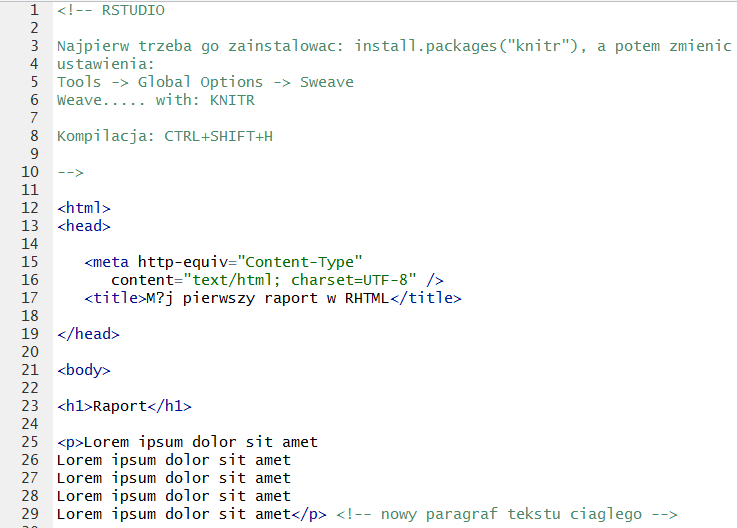 1 <!-- RSTUDIO
2
3 Najpierw trzeba go zainstalowac: install.packages("knitr"), a potem zmienic
4 ustawienia:
5 Tools -> Global Options -> Sweave
6 Weave..... with: KNITR
7
8 Kompilacja: CTRL+SHIFT+H
9
10 -->
11
12 <html>
13 <head>
14
15 <meta http-equiv="Content-Type"
16 content="text/html; charset=UTF-8" />
17 <title>M?j pierwszy raport w RHTML</title>
18
19 </head>
20
21 <body>
22
23 <h1>Raport</h1>
24
25 <p>Lorem ipsum dolor sit amet
26 Lorem ipsum dolor sit amet
27 Lorem ipsum dolor sit amet
28 Lorem ipsum dolor sit amet
29 Lorem ipsum dolor sit amet</p> <!-- nowy paragraf tekstu ciaglego -->